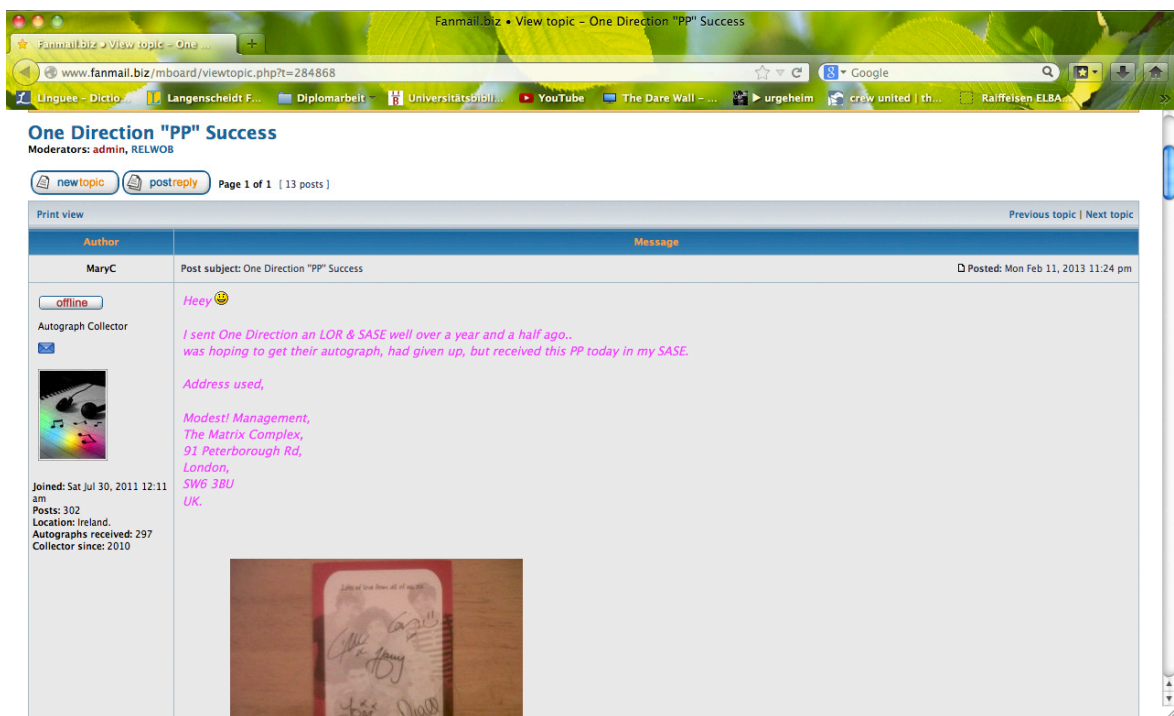 Fanmail.biz • View topic – One Direction "PP" Success
Fanmail.biz • View topic – One ...
www.fanmail.biz/mboard/viewtopic.php?t=284868
Google
Linguee – Dictio...
Langenscheidt F...
Diplomarbeit
Universitätsbibli...
YouTube
The Dare Wall – ...
urgeheim
crew united | th...
Raiffeisen ELBA...
One Direction "PP" Success
Moderators: admin, RELWOB
newtopic
postreply
Page 1 of 1 [ 13 posts ]
Print view
Previous topic | Next topic
Author
Message
MaryC
Post subject: One Direction "PP" Success
Posted: Mon Feb 11, 2013 11:24 pm
offline
Autograph Collector
Joined: Sat Jul 30, 2011 12:11
am
Posts: 302
Location: Ireland.
Autographs received: 297
Collector since: 2010
Heey
I sent One Direction an LOR & SASE well over a year and a half ago..
was hoping to get their autograph, had given up, but received this PP today in my SASE.
Address used,
Modest! Management,
The Matrix Complex,
91 Peterborough Rd,
London,
SW6 3BU
UK.
Lots of love from all of us